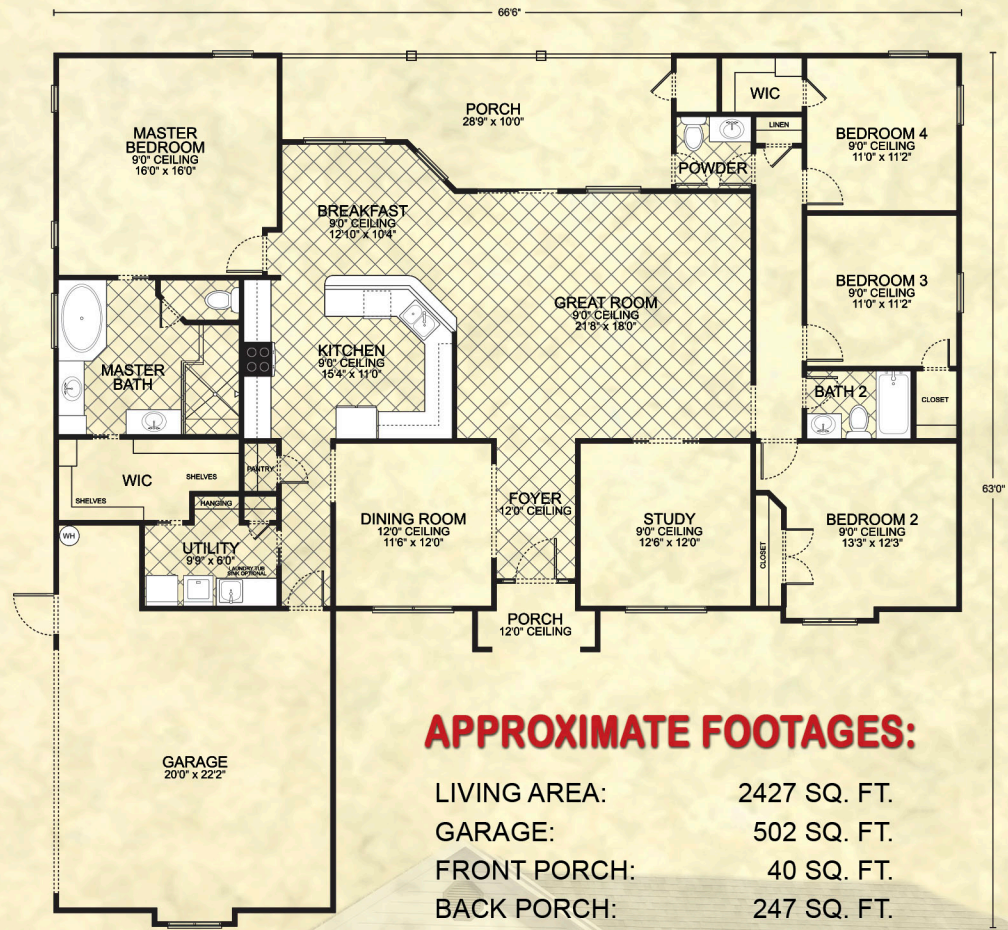 66'6"
PORCH
28'9" x 10'0"
WIC
MASTER
BEDROOM
9'0" CEILING
16'0" x 16'0"
LINEN
BEDROOM 4
9'0" CEILING
11'0" x 11'2"
POWDER
BREAKFAST
9'0" CEILING
12'10" x 10'4"
BEDROOM 3
9'0" CEILING
11'0" x 11'2"
GREAT ROOM
9'0" CEILING
21'8" x 18'0"
KITCHEN
9'0" CEILING
15'4" x 11'0"
MASTER
BATH
BATH 2
CLOSET
PANTRY
WIC
SHELVES
SHELVES
HANGING
63'0"
FOYER
12'0" CEILING
DINING ROOM
12'0" CEILING
11'6" x 12'0"
STUDY
9'0" CEILING
12'6" x 12'0"
BEDROOM 2
9'0" CEILING
13'3" x 12'3"
CLOSET
WH
UTILITY
9'9" x 6'0"
LAUNDRY TUB
SINK OPTIONAL
PORCH
12'0" CEILING
GARAGE
20'0" x 22'2"
APPROXIMATE FOOTAGES:
LIVING AREA: 2427 SQ. FT.
GARAGE: 502 SQ. FT.
FRONT PORCH: 40 SQ. FT.
BACK PORCH: 247 SQ. FT.